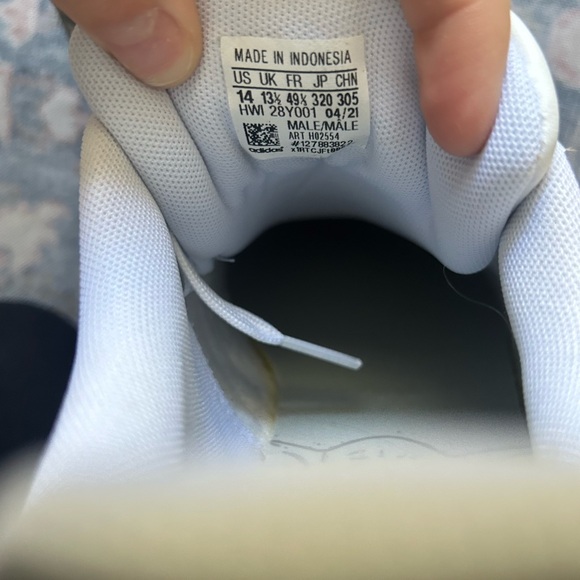 MADE IN INDONESIA
US UK FR JP CHN
14 13½ 49⅓ 320 305
HWI 28Y001 04/21
MALE/MÂLE
ART H02554
adidas